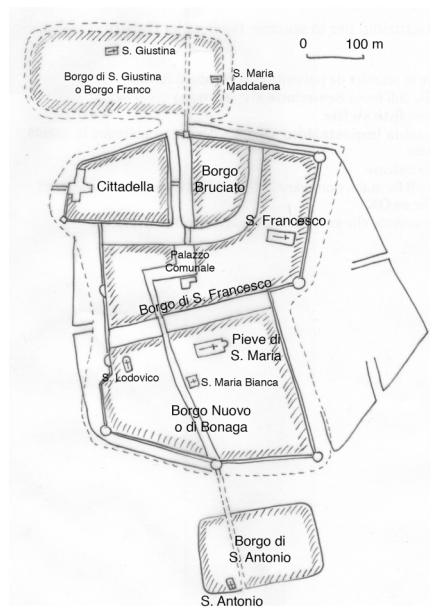 S. Giustina
0 100 m
Borgo di S. Giustina
o Borgo Franco
S. Maria
Maddalena
Borgo
Bruciato
Cittadella
S. Francesco
Palazzo
Comunale
Borgo di S. Francesco
Pieve di
S. Maria
S. Lodovico
S. Maria Bianca
Borgo Nuovo
o di Bonaga
Borgo di
S. Antonio
S. Antonio